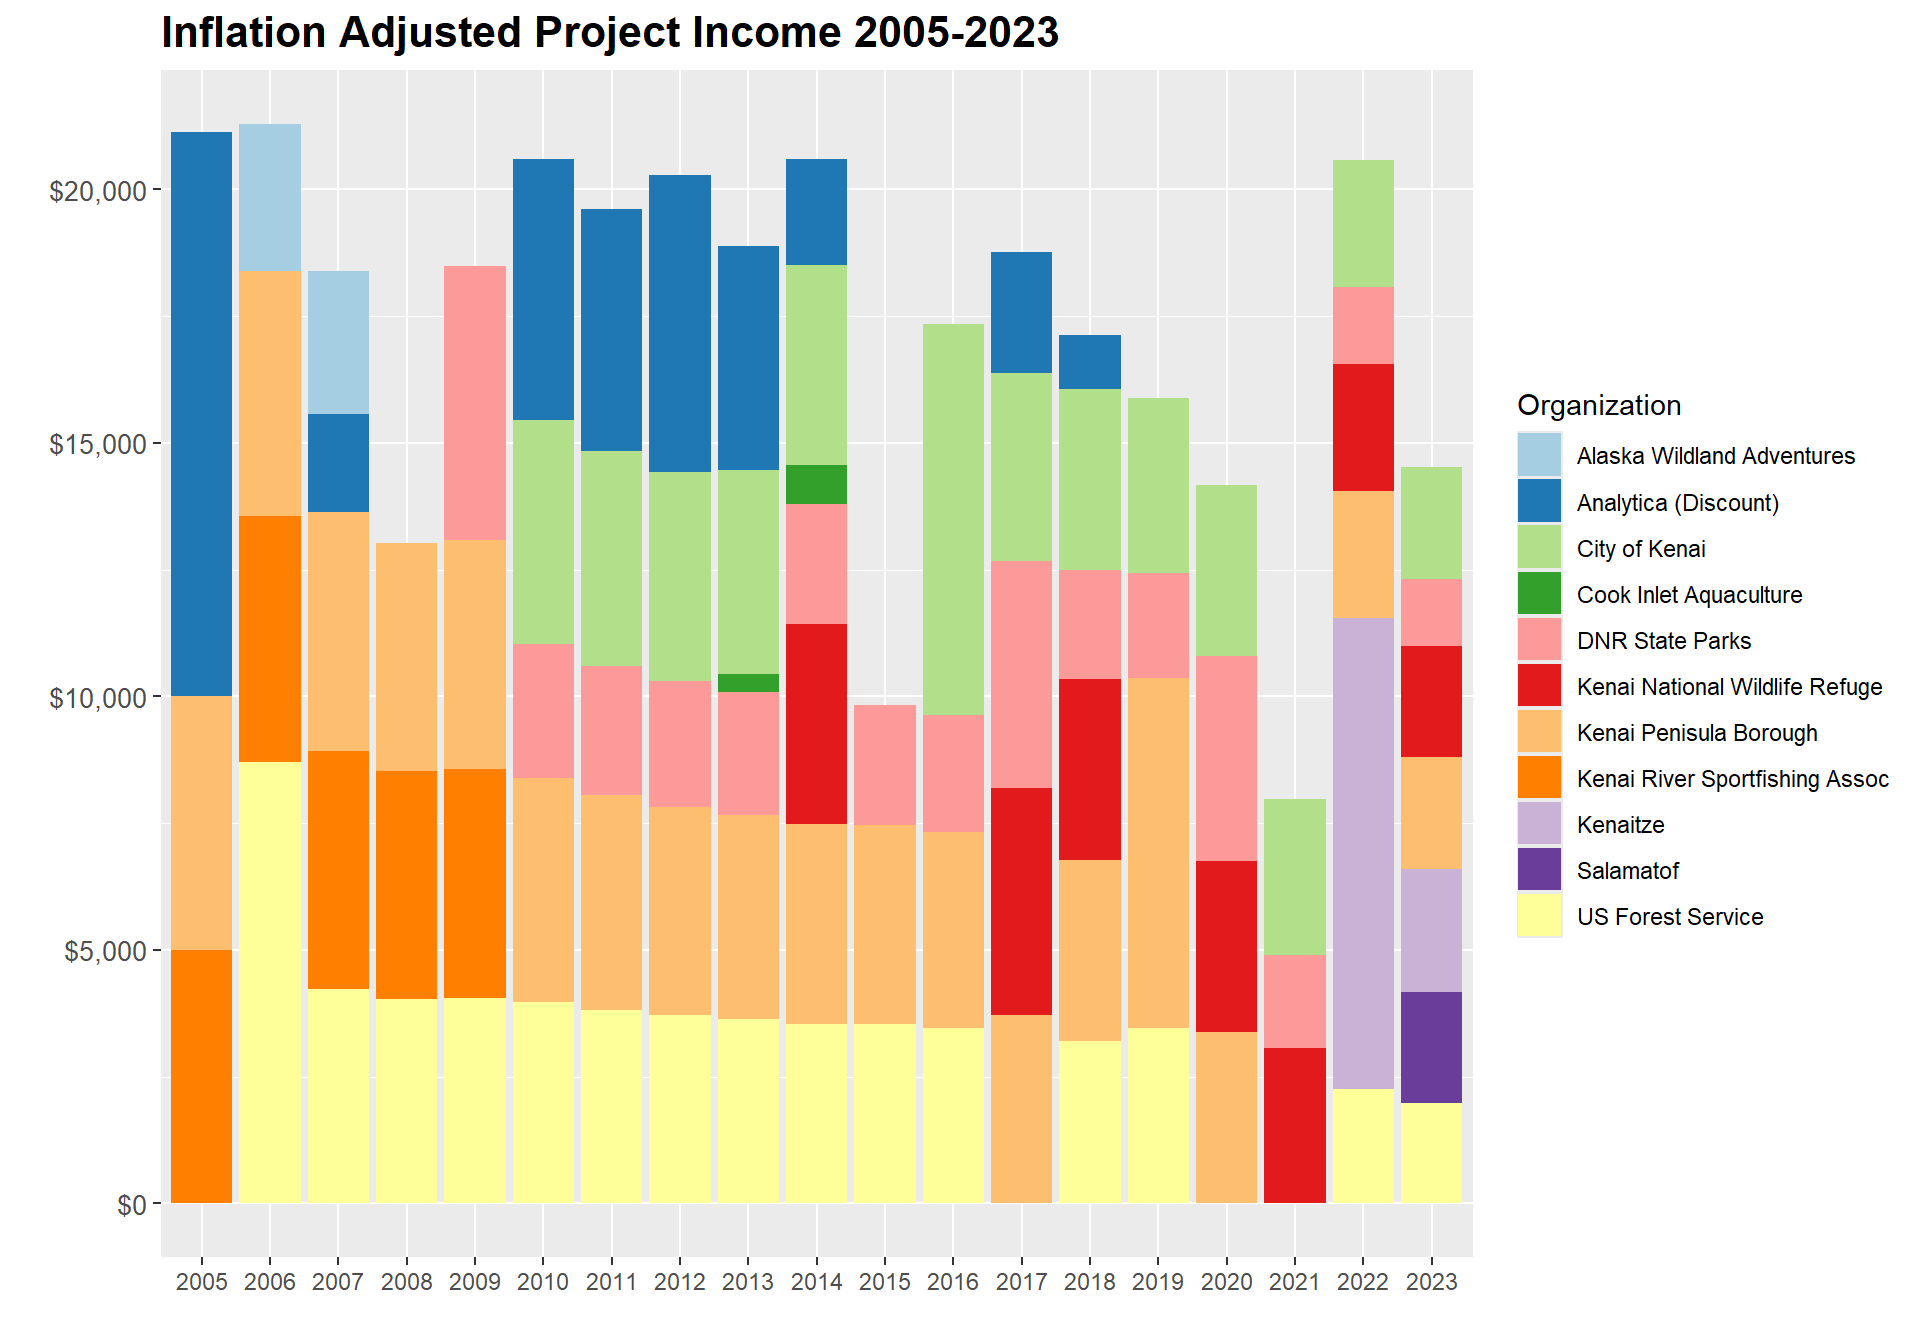 Inflation Adjusted Project Income 2005-2023
$20,000
$15,000
$10,000
$5,000
$0
2005 2006 2007 2008 2009 2010 2011 2012 2013 2014 2015 2016 2017 2018 2019 2020 2021 2022 2023
Organization
Alaska Wildland Adventures
Analytica (Discount)
City of Kenai
Cook Inlet Aquaculture
DNR State Parks
Kenai National Wildlife Refuge
Kenai Penisula Borough
Kenai River Sportfishing Assoc
Kenaitze
Salamatof
US Forest Service